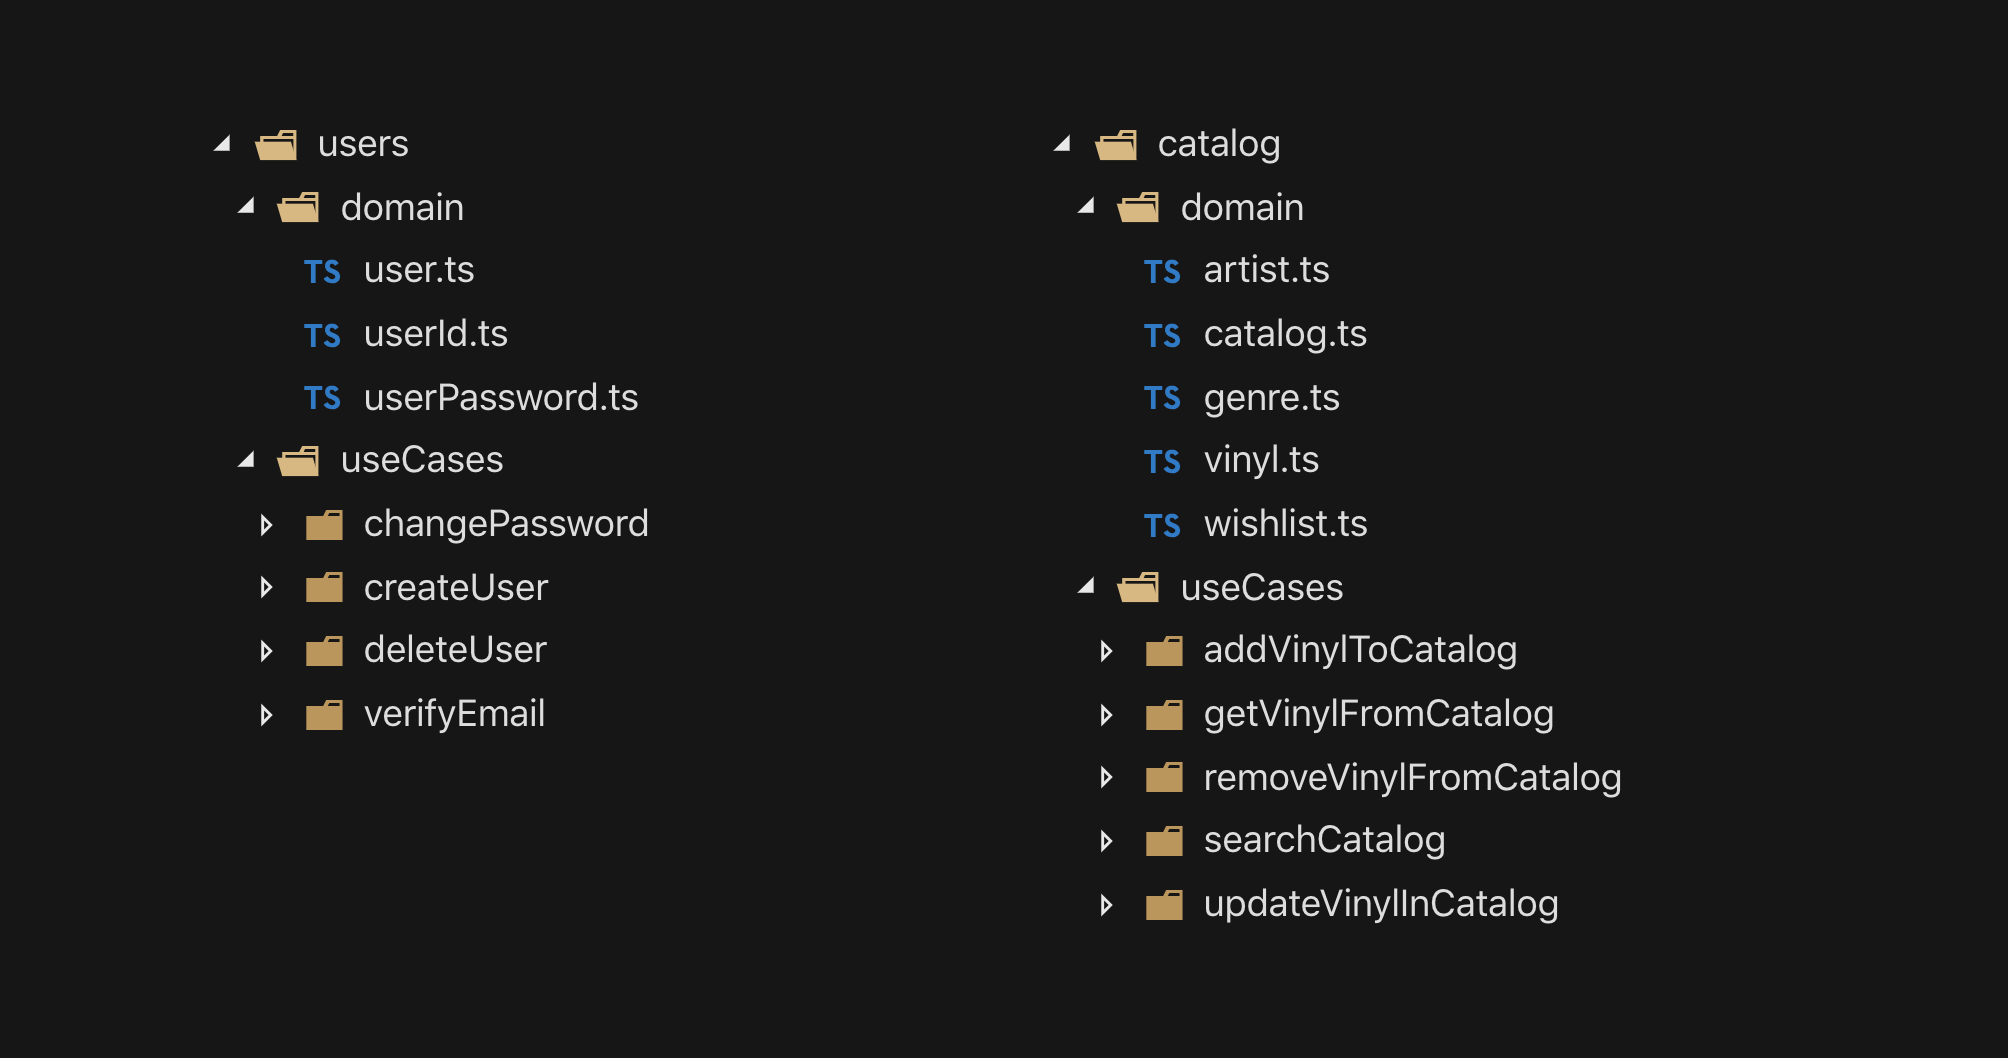 users
domain
TS user.ts
TS userId.ts
TS userPassword.ts
useCases
changePassword
createUser
deleteUser
verifyEmail
catalog
domain
TS artist.ts
TS catalog.ts
TS genre.ts
TS vinyl.ts
TS wishlist.ts
useCases
addVinylToCatalog
getVinylFromCatalog
removeVinylFromCatalog
searchCatalog
updateVinylInCatalog